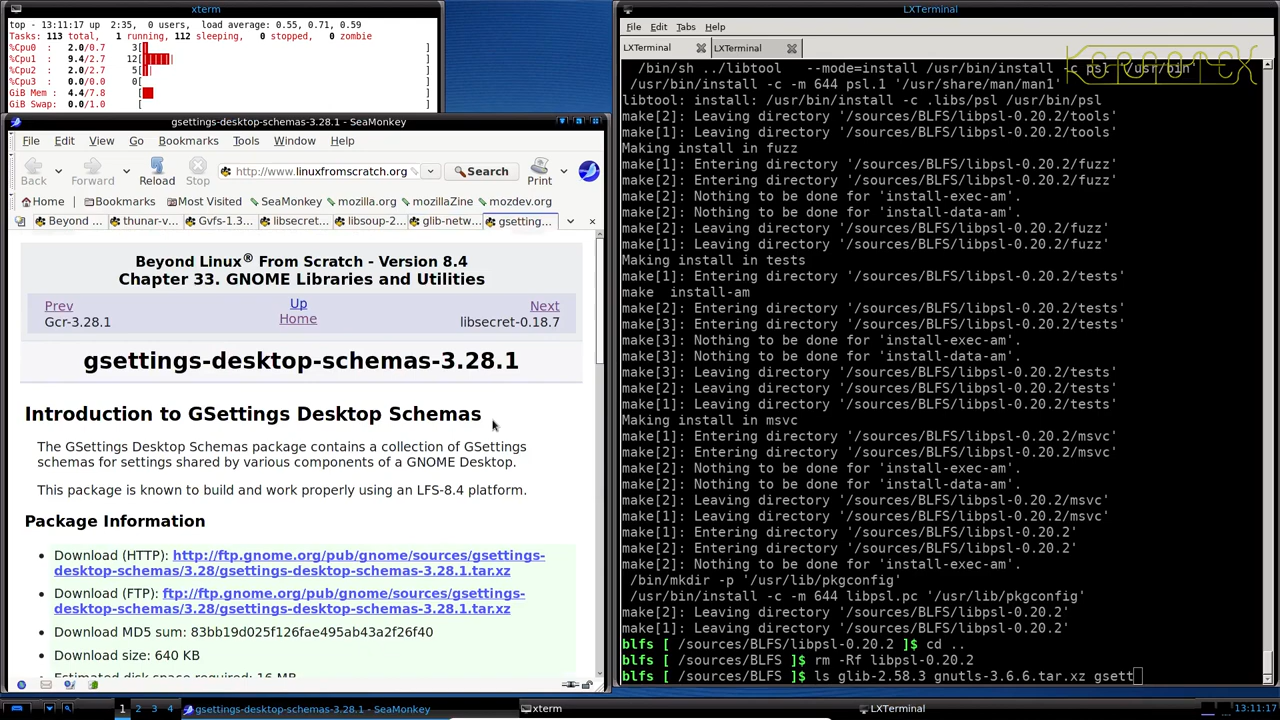 xterm
top - 13:11:17 up 2:35, 0 users, load average: 0.55, 0.71, 0.59
Tasks: 113 total, 1 running, 112 sleeping, 0 stopped, 0 zombie
%Cpu0 : 2.0/0.7 3[ ]
%Cpu1 : 9.4/2.0 12[ ]
%Cpu2 : 2.0/2.7 5[ ]
%Cpu3 : 0.0/0.0 0[ ]
GiB Mem : 4.4/7.8 [ ]
GiB Swap: 0.0/1.0 [ ]
gsettings-desktop-schemas-3.28.1 - SeaMonkey
File Edit View Go Bookmarks Tools Window Help
Back Forward Reload Stop http://www.linuxfromscratch.org Search Print
Home Bookmarks Most Visited SeaMonkey mozilla.org mozillaZine mozdev.org
Beyond ... thunar-v... Gvfs-1.3... libsecret... libsoup-2... glib-netw... gsetting...
Beyond Linux® From Scratch - Version 8.4
Chapter 33. GNOME Libraries and Utilities
Prev Up Next
Gcr-3.28.1 Home libsecret-0.18.7
gsettings-desktop-schemas-3.28.1
Introduction to GSettings Desktop Schemas
The GSettings Desktop Schemas package contains a collection of GSettings
schemas for settings shared by various components of a GNOME Desktop.
This package is known to build and work properly using an LFS-8.4 platform.
Package Information
Download (HTTP): http://ftp.gnome.org/pub/gnome/sources/gsettings-
desktop-schemas/3.28/gsettings-desktop-schemas-3.28.1.tar.xz
Download (FTP): ftp://ftp.gnome.org/pub/gnome/sources/gsettings-
desktop-schemas/3.28/gsettings-desktop-schemas-3.28.1.tar.xz
Download MD5 sum: 83bb19d025f126fae495ab43a2f26f40
Download size: 640 KB
Estimated disk space required: 16 MB
LXTerminal
File Edit Tabs Help
LXTerminal LXTerminal
/bin/sh ../libtool --mode=install /usr/bin/install -c psl '/usr/bin'
/usr/bin/install -c -m 644 psl.1 '/usr/share/man/man1'
libtool: install: /usr/bin/install -c .libs/psl /usr/bin/psl
make[2]: Leaving directory '/sources/BLFS/libpsl-0.20.2/tools'
make[1]: Leaving directory '/sources/BLFS/libpsl-0.20.2/tools'
Making install in fuzz
make[1]: Entering directory '/sources/BLFS/libpsl-0.20.2/fuzz'
make[2]: Entering directory '/sources/BLFS/libpsl-0.20.2/fuzz'
make[2]: Nothing to be done for 'install-exec-am'.
make[2]: Nothing to be done for 'install-data-am'.
make[2]: Leaving directory '/sources/BLFS/libpsl-0.20.2/fuzz'
make[1]: Leaving directory '/sources/BLFS/libpsl-0.20.2/fuzz'
Making install in tests
make[1]: Entering directory '/sources/BLFS/libpsl-0.20.2/tests'
make install-am
make[2]: Entering directory '/sources/BLFS/libpsl-0.20.2/tests'
make[3]: Entering directory '/sources/BLFS/libpsl-0.20.2/tests'
make[3]: Nothing to be done for 'install-exec-am'.
make[3]: Nothing to be done for 'install-data-am'.
make[3]: Leaving directory '/sources/BLFS/libpsl-0.20.2/tests'
make[2]: Leaving directory '/sources/BLFS/libpsl-0.20.2/tests'
make[1]: Leaving directory '/sources/BLFS/libpsl-0.20.2/tests'
Making install in msvc
make[1]: Entering directory '/sources/BLFS/libpsl-0.20.2/msvc'
make[2]: Entering directory '/sources/BLFS/libpsl-0.20.2/msvc'
make[2]: Nothing to be done for 'install-exec-am'.
make[2]: Nothing to be done for 'install-data-am'.
make[2]: Leaving directory '/sources/BLFS/libpsl-0.20.2/msvc'
make[1]: Leaving directory '/sources/BLFS/libpsl-0.20.2/msvc'
make[1]: Entering directory '/sources/BLFS/libpsl-0.20.2'
make[2]: Entering directory '/sources/BLFS/libpsl-0.20.2'
make[2]: Nothing to be done for 'install-exec-am'.
/bin/mkdir -p '/usr/lib/pkgconfig'
/usr/bin/install -c -m 644 libpsl.pc '/usr/lib/pkgconfig'
make[2]: Leaving directory '/sources/BLFS/libpsl-0.20.2'
make[1]: Leaving directory '/sources/BLFS/libpsl-0.20.2'
blfs [ /sources/BLFS/libpsl-0.20.2 ]$ cd ..
blfs [ /sources/BLFS ]$ rm -Rf libpsl-0.20.2
blfs [ /sources/BLFS ]$ ls glib-2.58.3 gnutls-3.6.6.tar.xz gsett
1 2 3 4 gsettings-desktop-schemas-3.28.1 - SeaMonkey xterm LXTerminal 13:11:17